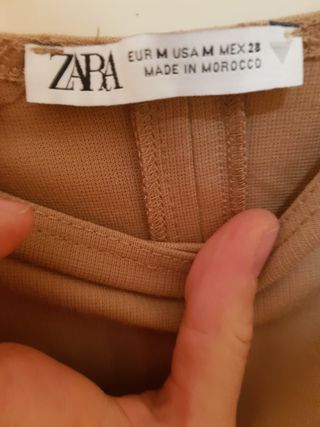 ZARA
EUR M USA M MEX 28
MADE IN MOROCCO